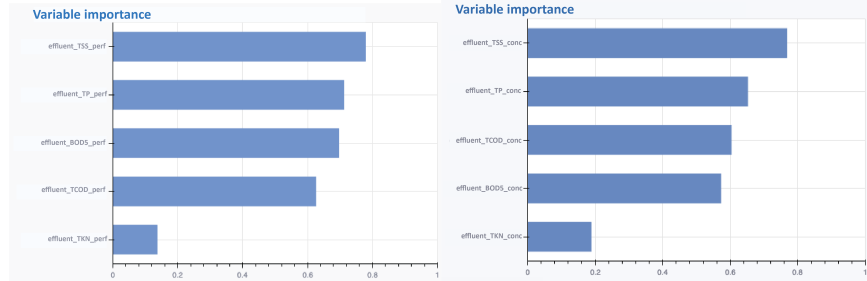 Variable importance
effluent_TSS_perf
effluent_TP_perf
effluent_BOD5_perf
effluent_TCOD_perf
effluent_TKN_perf
0 0.2 0.4 0.6 0.8 1
Variable importance
effluent_TSS_conc
effluent_TP_conc
effluent_TCOD_conc
effluent_BOD5_conc
effluent_TKN_conc
0 0.2 0.4 0.6 0.8 1